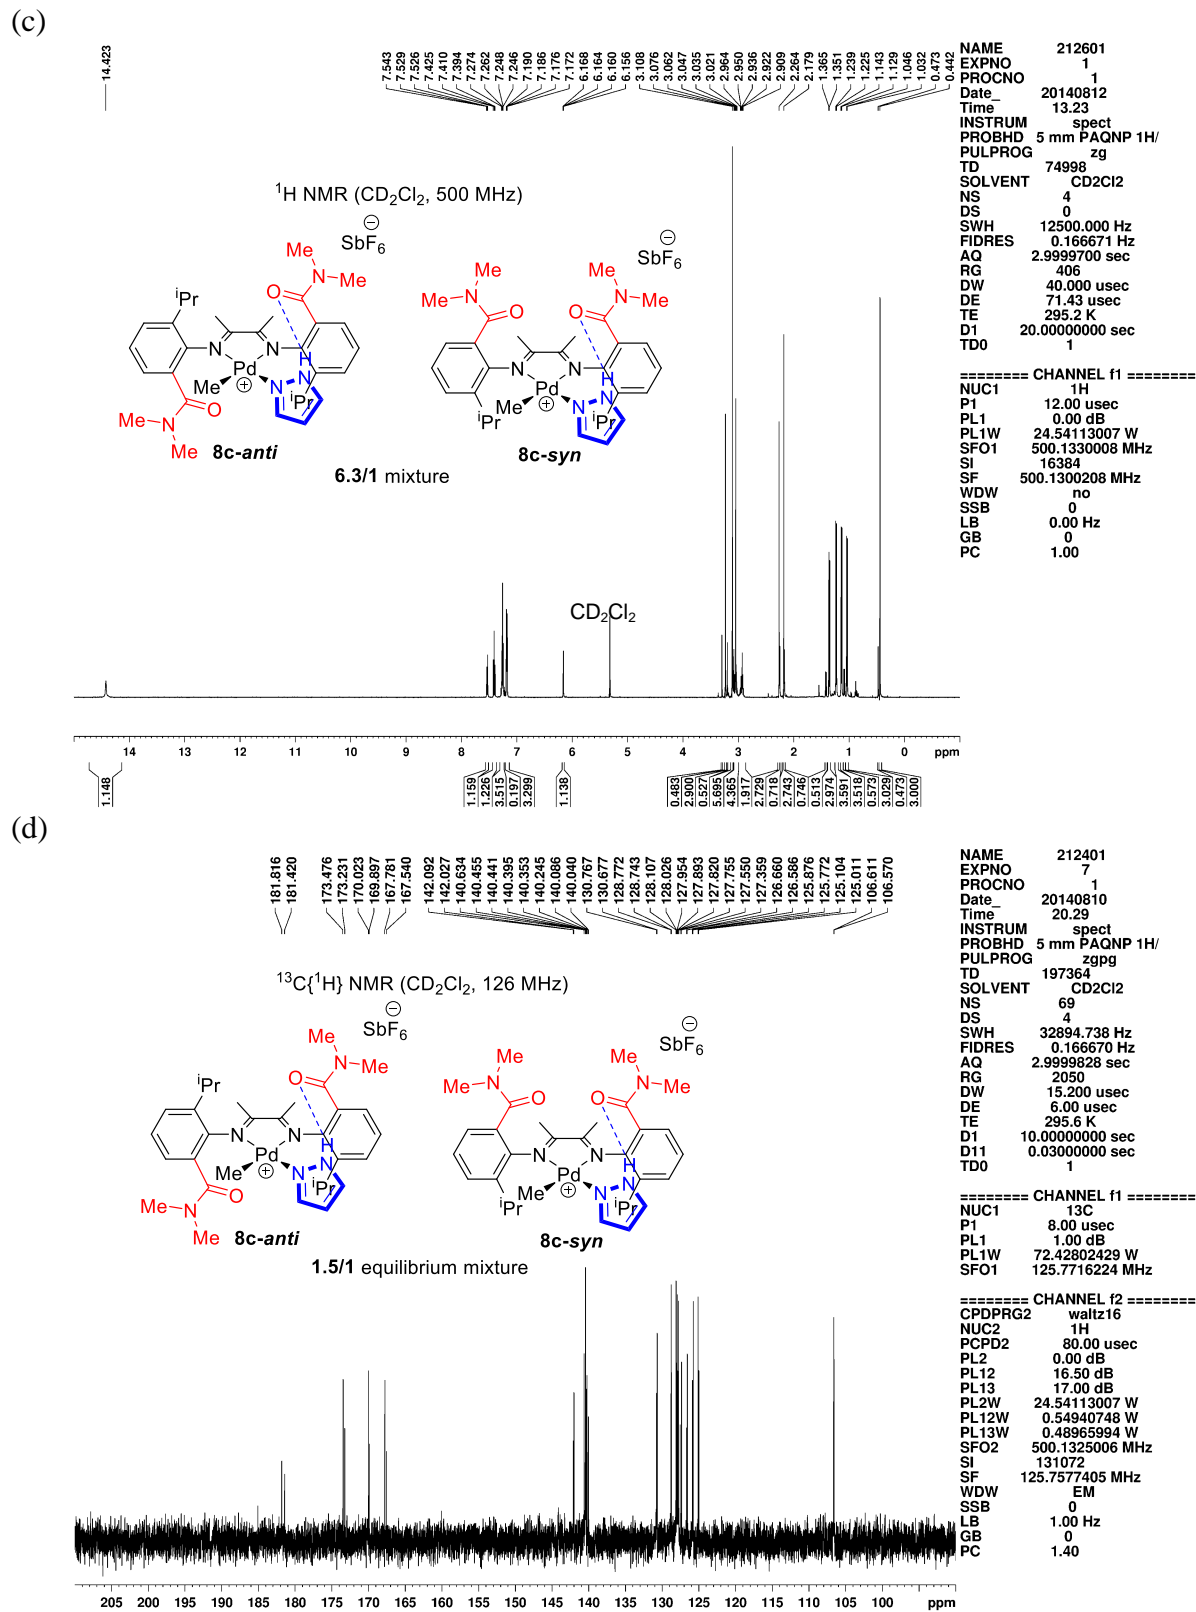 (c)
14.423
7.543
7.529
7.526
7.425
7.410
7.394
7.274
7.262
7.248
7.246
7.190
7.186
7.176
7.172
6.168
6.164
6.160
6.156
3.108
3.076
3.062
3.047
3.035
3.021
2.964
2.950
2.936
2.922
2.909
2.264
2.179
1.365
1.351
1.239
1.225
1.143
1.129
1.046
1.032
0.473
0.442
NAME 212601
EXPNO 1
PROCNO 1
Date_ 20140812
Time 13.23
INSTRUM spect
PROBHD 5 mm PAQNP 1H/
PULPROG zg
TD 74998
SOLVENT CD2Cl2
NS 4
DS 0
SWH 12500.000 Hz
FIDRES 0.166671 Hz
AQ 2.9999700 sec
RG 406
DW 40.000 usec
DE 71.43 usec
TE 295.2 K
D1 20.00000000 sec
TD0 1
======== CHANNEL f1 ========
NUC1 1H
P1 12.00 usec
PL1 0.00 dB
PL1W 24.54113007 W
SFO1 500.1330008 MHz
SI 16384
SF 500.1300208 MHz
WDW no
SSB 0
LB 0.00 Hz
GB 0
PC 1.00
¹H NMR (CD₂Cl₂, 500 MHz)
⊖
SbF₆
Me
N
Me
O
ⁱPr
N
N
Pd
⊕
Me
H
N
N
ⁱPr
O
N
Me
Me
8c-anti
⊖
SbF₆
Me
Me
N
O
Me
N
Me
O
N
N
Pd
⊕
Me
H
N
N
ⁱPr
ⁱPr
8c-syn
6.3/1 mixture
CD₂Cl₂
14 13 12 11 10 9 8 7 6 5 4 3 2 1 0 ppm
1.148
1.159
1.226
3.515
0.197
3.299
1.138
0.483
2.900
0.527
5.695
4.365
1.917
2.729
0.718
2.743
0.746
0.513
2.974
3.591
3.518
0.573
3.029
0.473
3.000
(d)
181.816
181.420
173.476
173.231
170.023
169.897
167.781
167.540
142.092
142.027
140.634
140.455
140.441
140.395
140.353
140.245
140.086
140.040
130.767
130.677
128.772
128.743
128.107
128.026
127.954
127.893
127.820
127.755
127.550
127.359
126.660
126.586
125.876
125.772
125.104
125.011
106.611
106.570
NAME 212401
EXPNO 7
PROCNO 1
Date_ 20140810
Time 20.29
INSTRUM spect
PROBHD 5 mm PAQNP 1H/
PULPROG zgpg
TD 197364
SOLVENT CD2Cl2
NS 69
DS 4
SWH 32894.738 Hz
FIDRES 0.166670 Hz
AQ 2.9999828 sec
RG 2050
DW 15.200 usec
DE 6.00 usec
TE 295.6 K
D1 10.00000000 sec
D11 0.03000000 sec
TD0 1
======== CHANNEL f1 ========
NUC1 13C
P1 8.00 usec
PL1 1.00 dB
PL1W 72.42802429 W
SFO1 125.7716224 MHz
======== CHANNEL f2 ========
CPDPRG2 waltz16
NUC2 1H
PCPD2 80.00 usec
PL2 0.00 dB
PL12 16.50 dB
PL13 17.00 dB
PL2W 24.54113007 W
PL12W 0.54940748 W
PL13W 0.48965994 W
SFO2 500.1325006 MHz
SI 131072
SF 125.7577405 MHz
WDW EM
SSB 0
LB 1.00 Hz
GB 0
PC 1.40
¹³C{¹H} NMR (CD₂Cl₂, 126 MHz)
⊖
SbF₆
Me
N
Me
O
ⁱPr
N
N
Pd
⊕
Me
H
N
N
ⁱPr
O
Me
N
Me
8c-anti
⊖
SbF₆
Me
Me
N
O
Me
N
Me
O
N
N
Pd
⊕
Me
H
N
N
ⁱPr
ⁱPr
8c-syn
1.5/1 equilibrium mixture
205 200 195 190 185 180 175 170 165 160 155 150 145 140 135 130 125 120 115 110 105 100 ppm